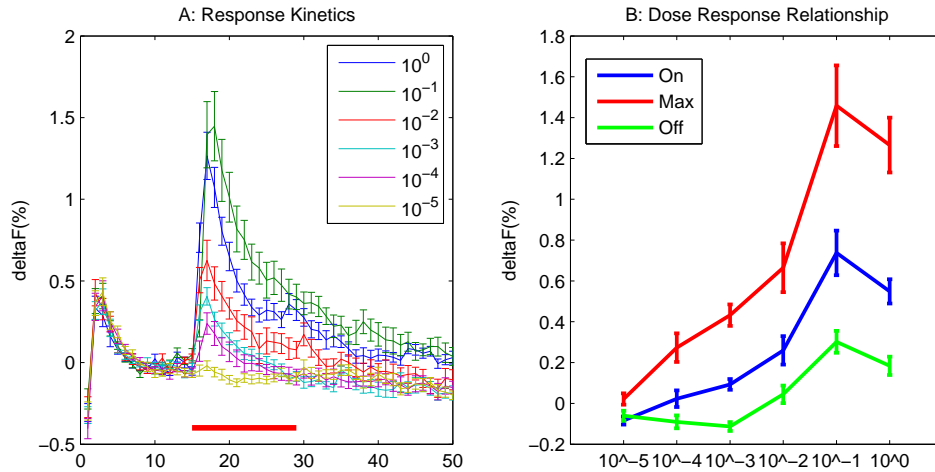 A: Response Kinetics
deltaF(%)
2
1.5
1
0.5
0
−0.5
0 10 20 30 40 50
10^0
10^−1
10^−2
10^−3
10^−4
10^−5
B: Dose Response Relationship
deltaF(%)
1.8
1.6
1.4
1.2
1
0.8
0.6
0.4
0.2
0
−0.2
On
Max
Off
10^−5 10^−4 10^−3 10^−2 10^−1 10^0